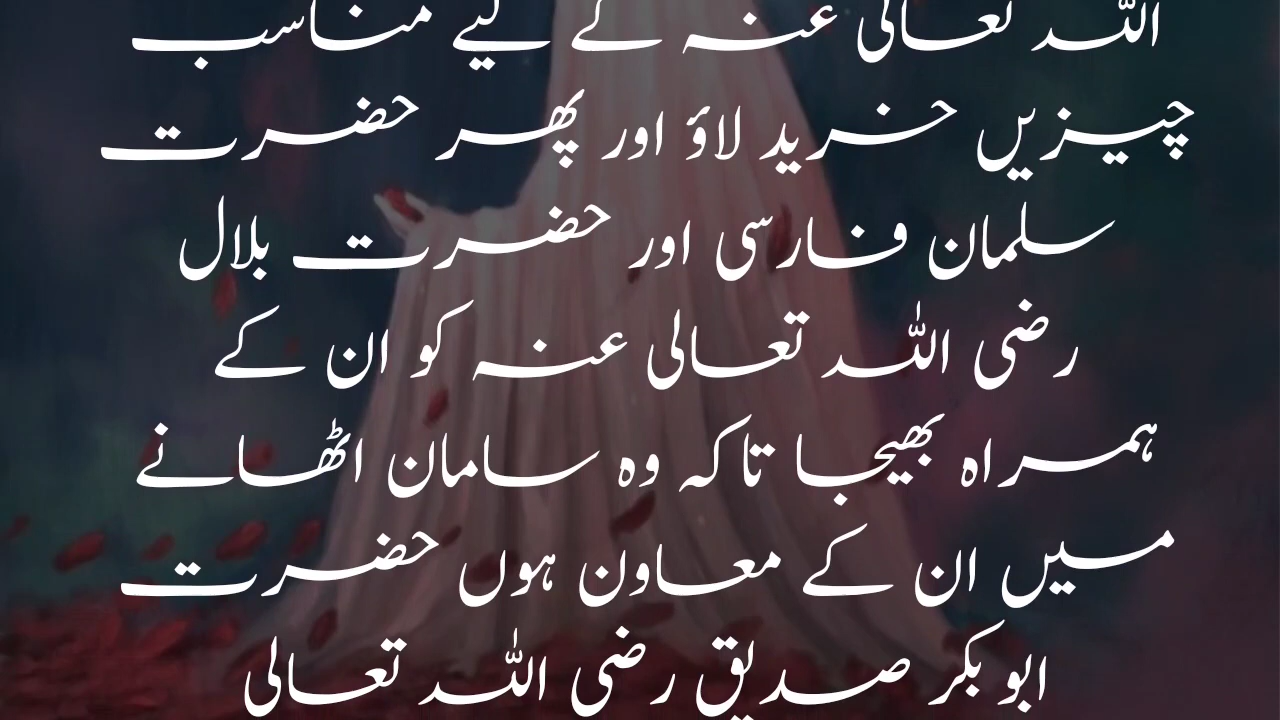 اللہ تعالی عنہ کے لیے مناسب
چیزیں خرید لاؤ اور پھر حضرت
سلمان فارسی اور حضرت بلال
رضی اللہ تعالی عنہ کو ان کے
ہمراہ بھیجا تاکہ وہ سامان اٹھانے
میں ان کے معاون ہوں حضرت
ابو بکر صدیق رضی اللہ تعالی